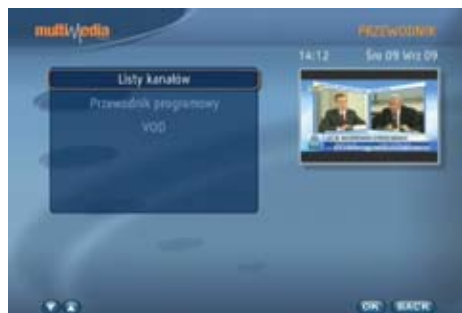 multimedia
PRZEWODNIK
14:12 Śro 09 Wrz 09
Listy kanałów
Przewodnik programowy
VOD
OK BACK